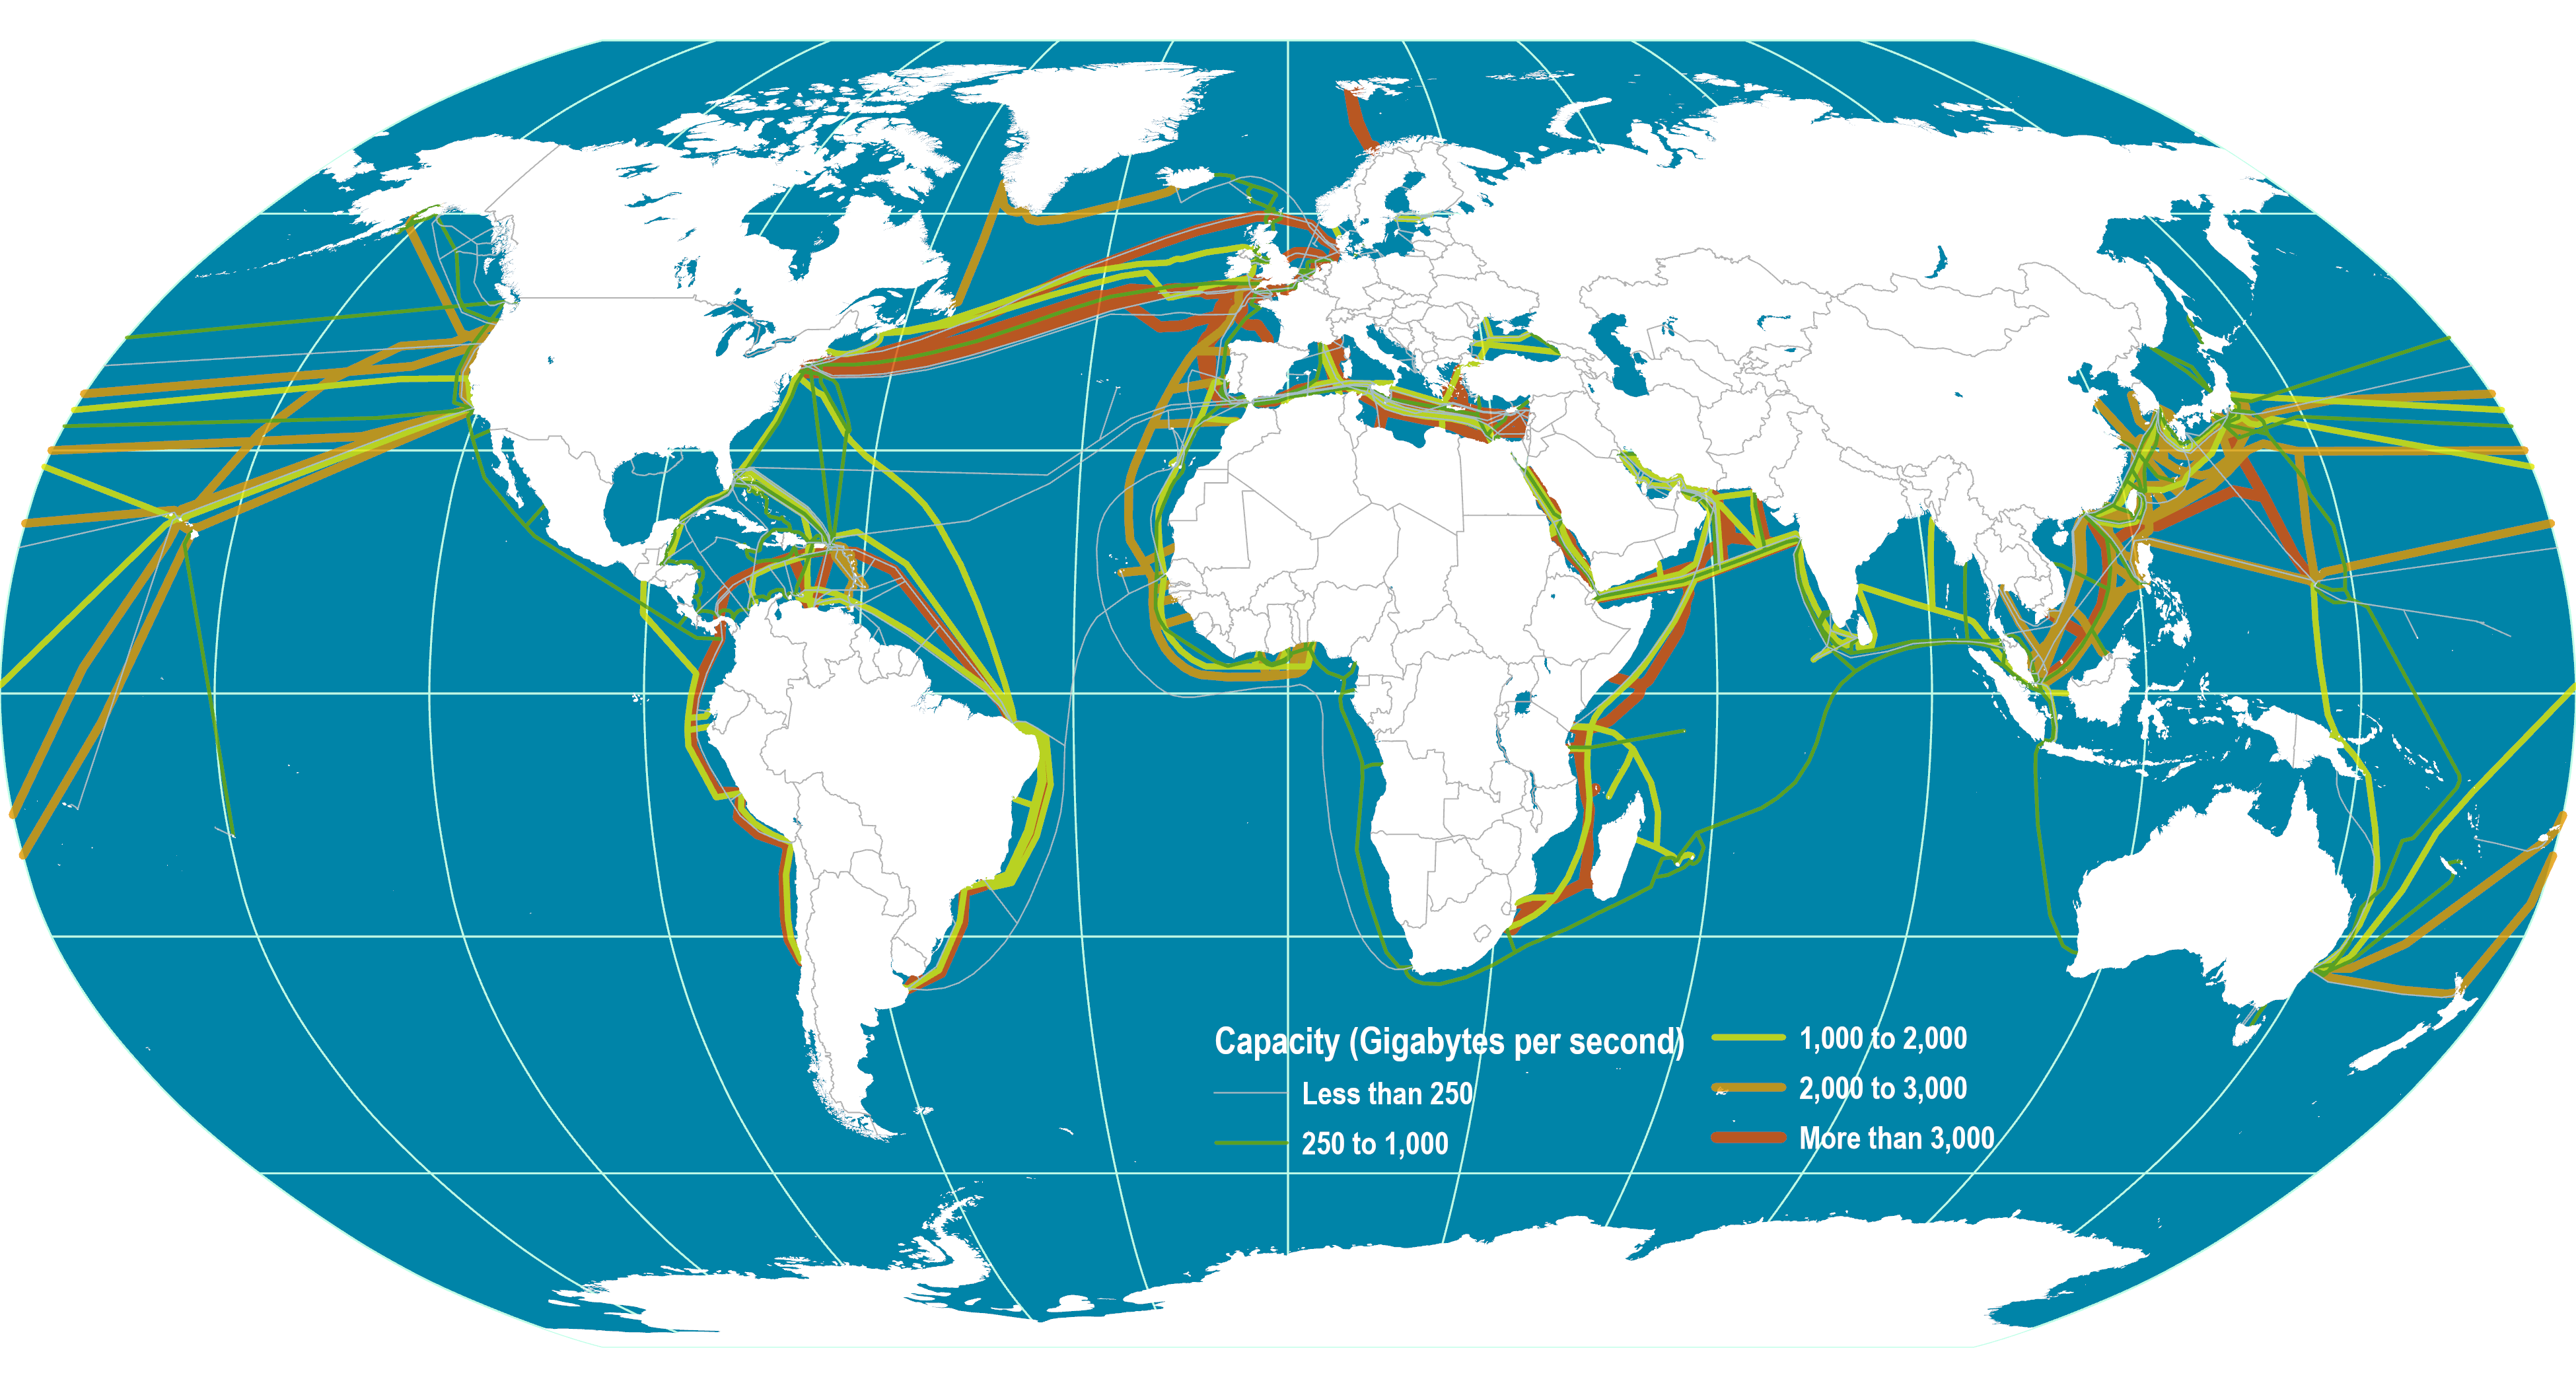 Capacity (Gigabytes per second)
Less than 250
250 to 1,000
1,000 to 2,000
2,000 to 3,000
More than 3,000